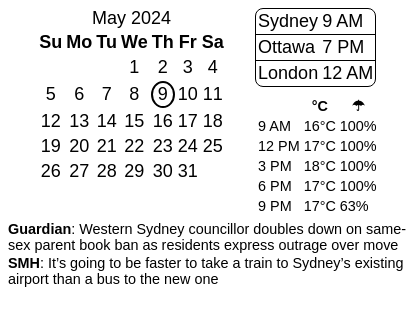 May 2024
Su Mo Tu We Th Fr Sa
1 2 3 4
5 6 7 8 9 10 11
12 13 14 15 16 17 18
19 20 21 22 23 24 25
26 27 28 29 30 31
Sydney 9 AM
Ottawa 7 PM
London 12 AM
°C ☂
9 AM 16°C 100%
12 PM 17°C 100%
3 PM 18°C 100%
6 PM 17°C 100%
9 PM 17°C 63%
Guardian: Western Sydney councillor doubles down on same-
sex parent book ban as residents express outrage over move
SMH: It’s going to be faster to take a train to Sydney’s existing
airport than a bus to the new one